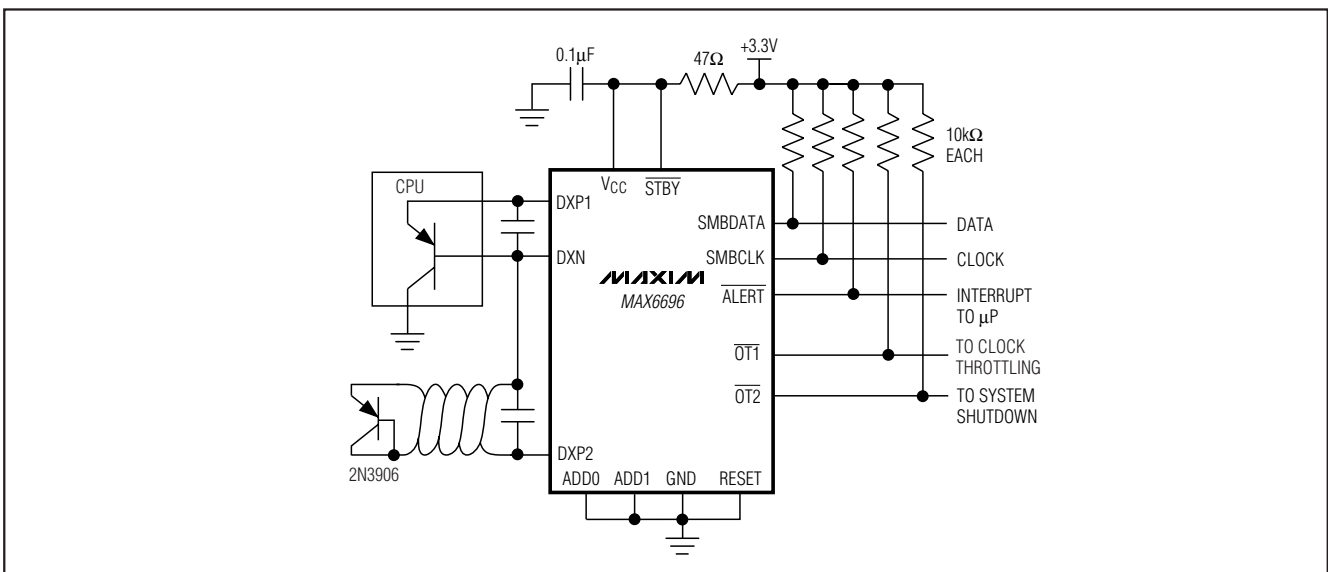 0.1μF
47Ω
+3.3V
10kΩ
EACH
CPU
VCC
STBY
DXP1
SMBDATA
DATA
DXN
SMBCLK
CLOCK
MAXIM
MAX6696
ALERT
INTERRUPT
TO μP
OT1
TO CLOCK
THROTTLING
OT2
TO SYSTEM
SHUTDOWN
DXP2
2N3906
ADD0
ADD1
GND
RESET